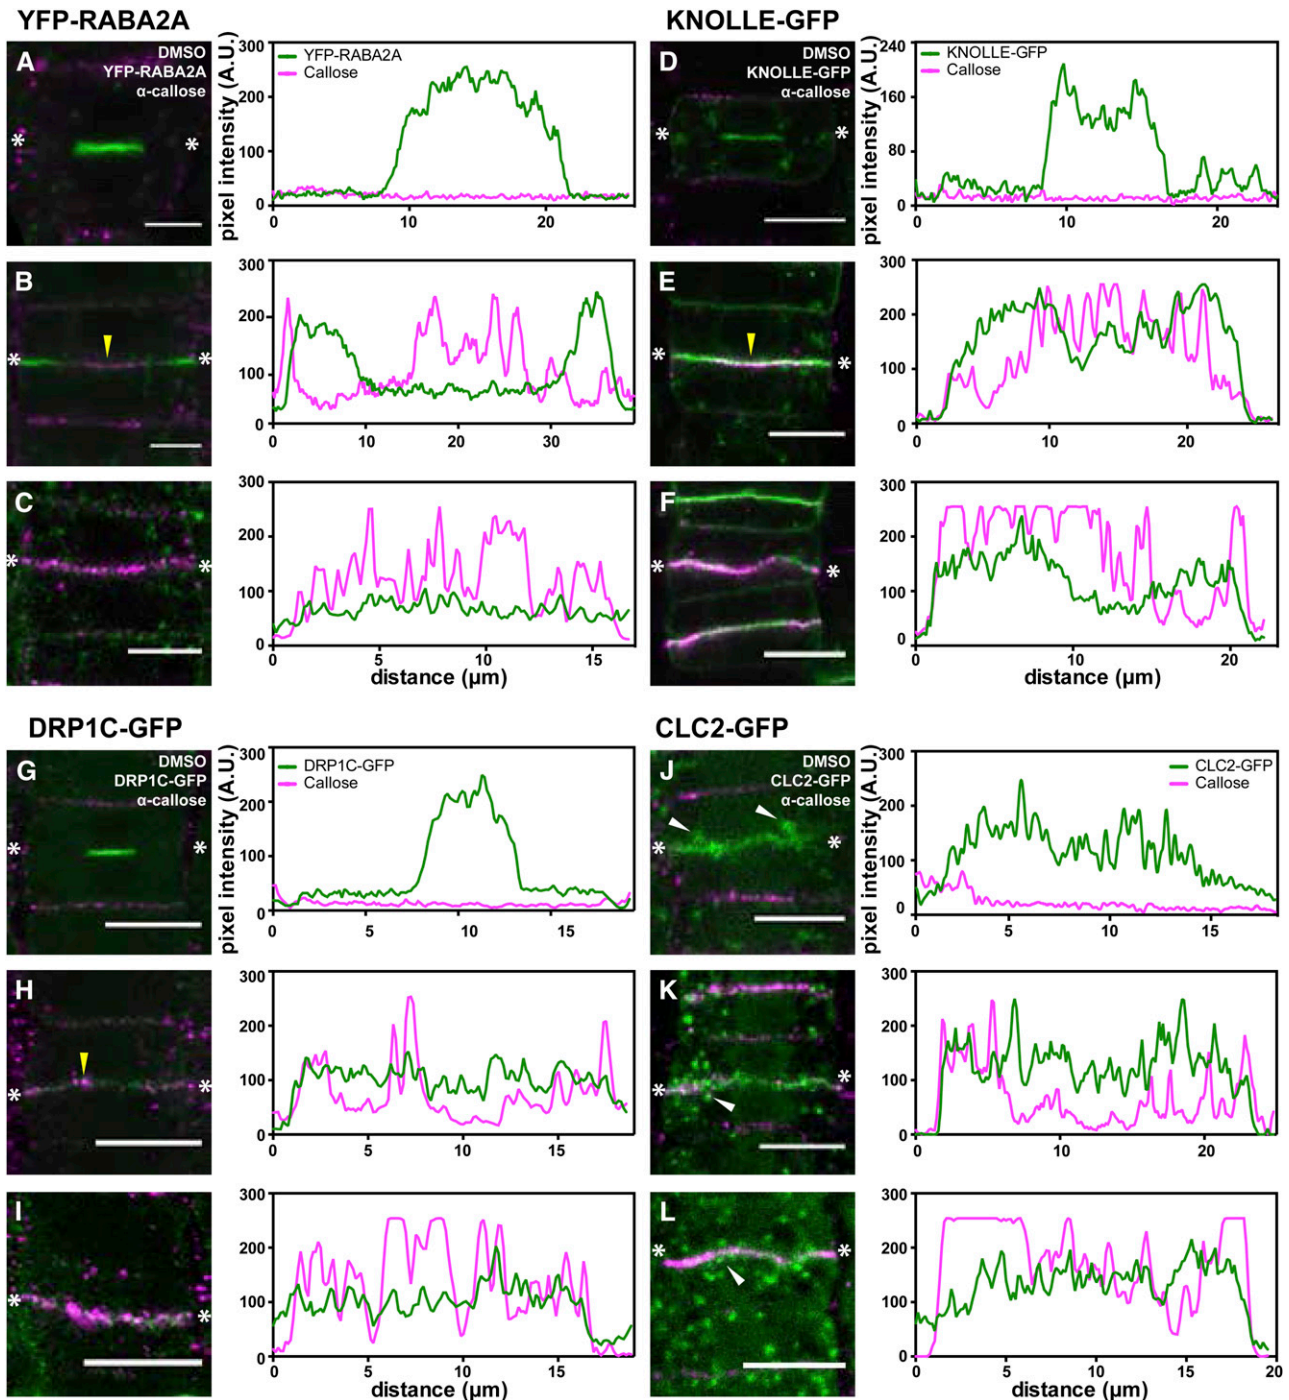 YFP-RABA2A
KNOLLE-GFP
A
DMSO
YFP-RABA2A
α-callose
*
*
pixel intensity (A.U.)
300
200
100
0
YFP-RABA2A
Callose
0 10 20
D
DMSO
KNOLLE-GFP
α-callose
*
*
pixel intensity (A.U.)
240
160
80
0
KNOLLE-GFP
Callose
0 10 20
B
*
*
300
200
100
0
0 10 20 30
E
*
*
300
200
100
0
0 10 20
C
*
*
300
200
100
0
0 5 10 15
distance (µm)
F
*
*
300
200
100
0
0 10 20
distance (µm)
DRP1C-GFP
CLC2-GFP
G
DMSO
DRP1C-GFP
α-callose
*
*
pixel intensity (A.U.)
300
200
100
0
DRP1C-GFP
Callose
0 5 10 15
J
DMSO
CLC2-GFP
α-callose
*
*
pixel intensity (A.U.)
300
200
100
0
CLC2-GFP
Callose
5 10 15
H
*
*
300
200
100
0
0 5 10 15
K
*
*
300
200
100
0
10 20
I
*
*
300
200
100
0
0 5 10 15
distance (µm)
L
*
*
300
200
100
0
0 5 10 15 20
distance (µm)